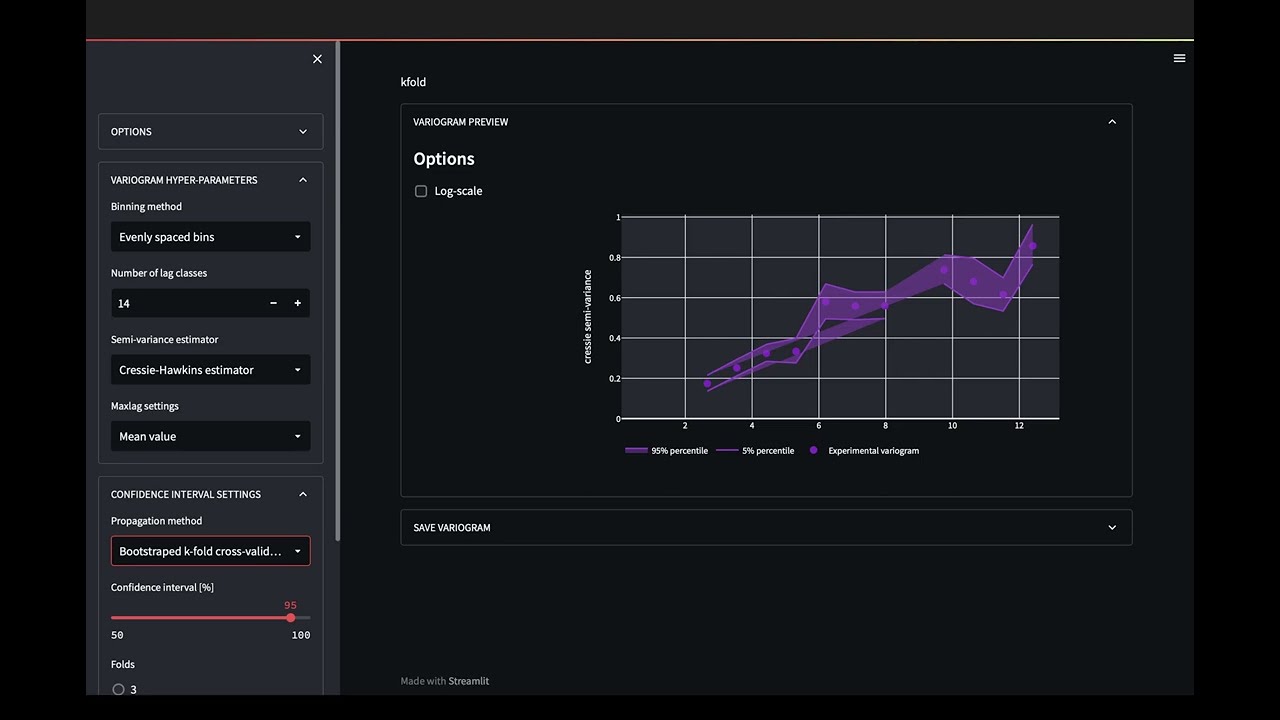 OPTIONS
VARIOGRAM HYPER-PARAMETERS
Binning method
Evenly spaced bins
Number of lag classes
14
Semi-variance estimator
Cressie-Hawkins estimator
Maxlag settings
Mean value
CONFIDENCE INTERVAL SETTINGS
Propagation method
Bootstraped k-fold cross-valid...
Confidence interval [%]
95
50 100
Folds
3
kfold
VARIOGRAM PREVIEW
Options
Log-scale
cressie semi-variance
1
0.8
0.6
0.4
0.2
0
2 4 6 8 10 12
95% percentile 5% percentile Experimental variogram
SAVE VARIOGRAM
Made with Streamlit